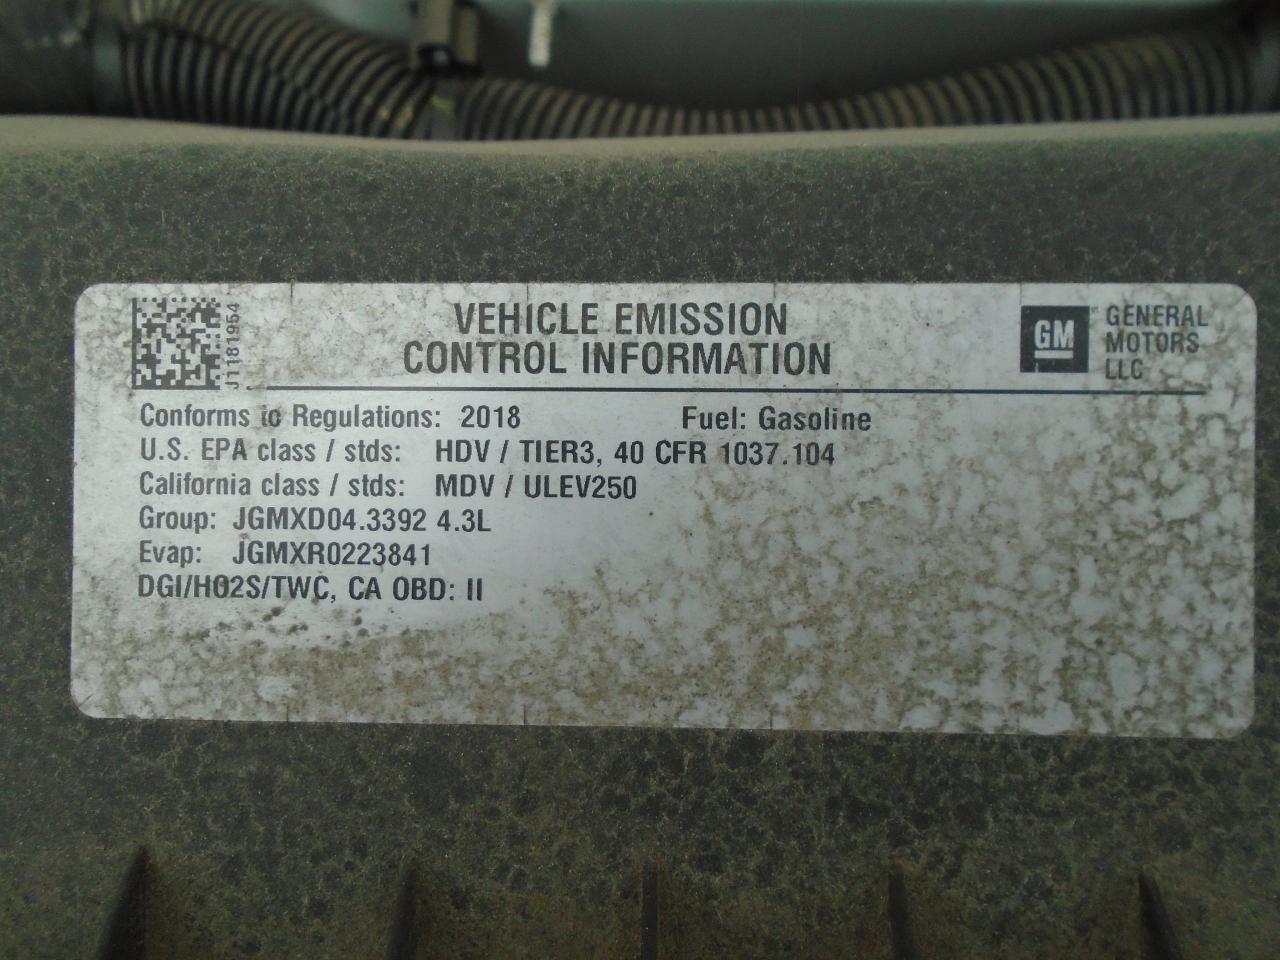 J1181954
VEHICLE EMISSION
CONTROL INFORMATION
GM
GENERAL
MOTORS
LLC
Conforms to Regulations: 2018 Fuel: Gasoline
U.S. EPA class / stds: HDV / TIER3, 40 CFR 1037.104
California class / stds: MDV / ULEV250
Group: JGMXD04.3392 4.3L
Evap: JGMXR0223841
DGI/HO2S/TWC, CA OBD: II